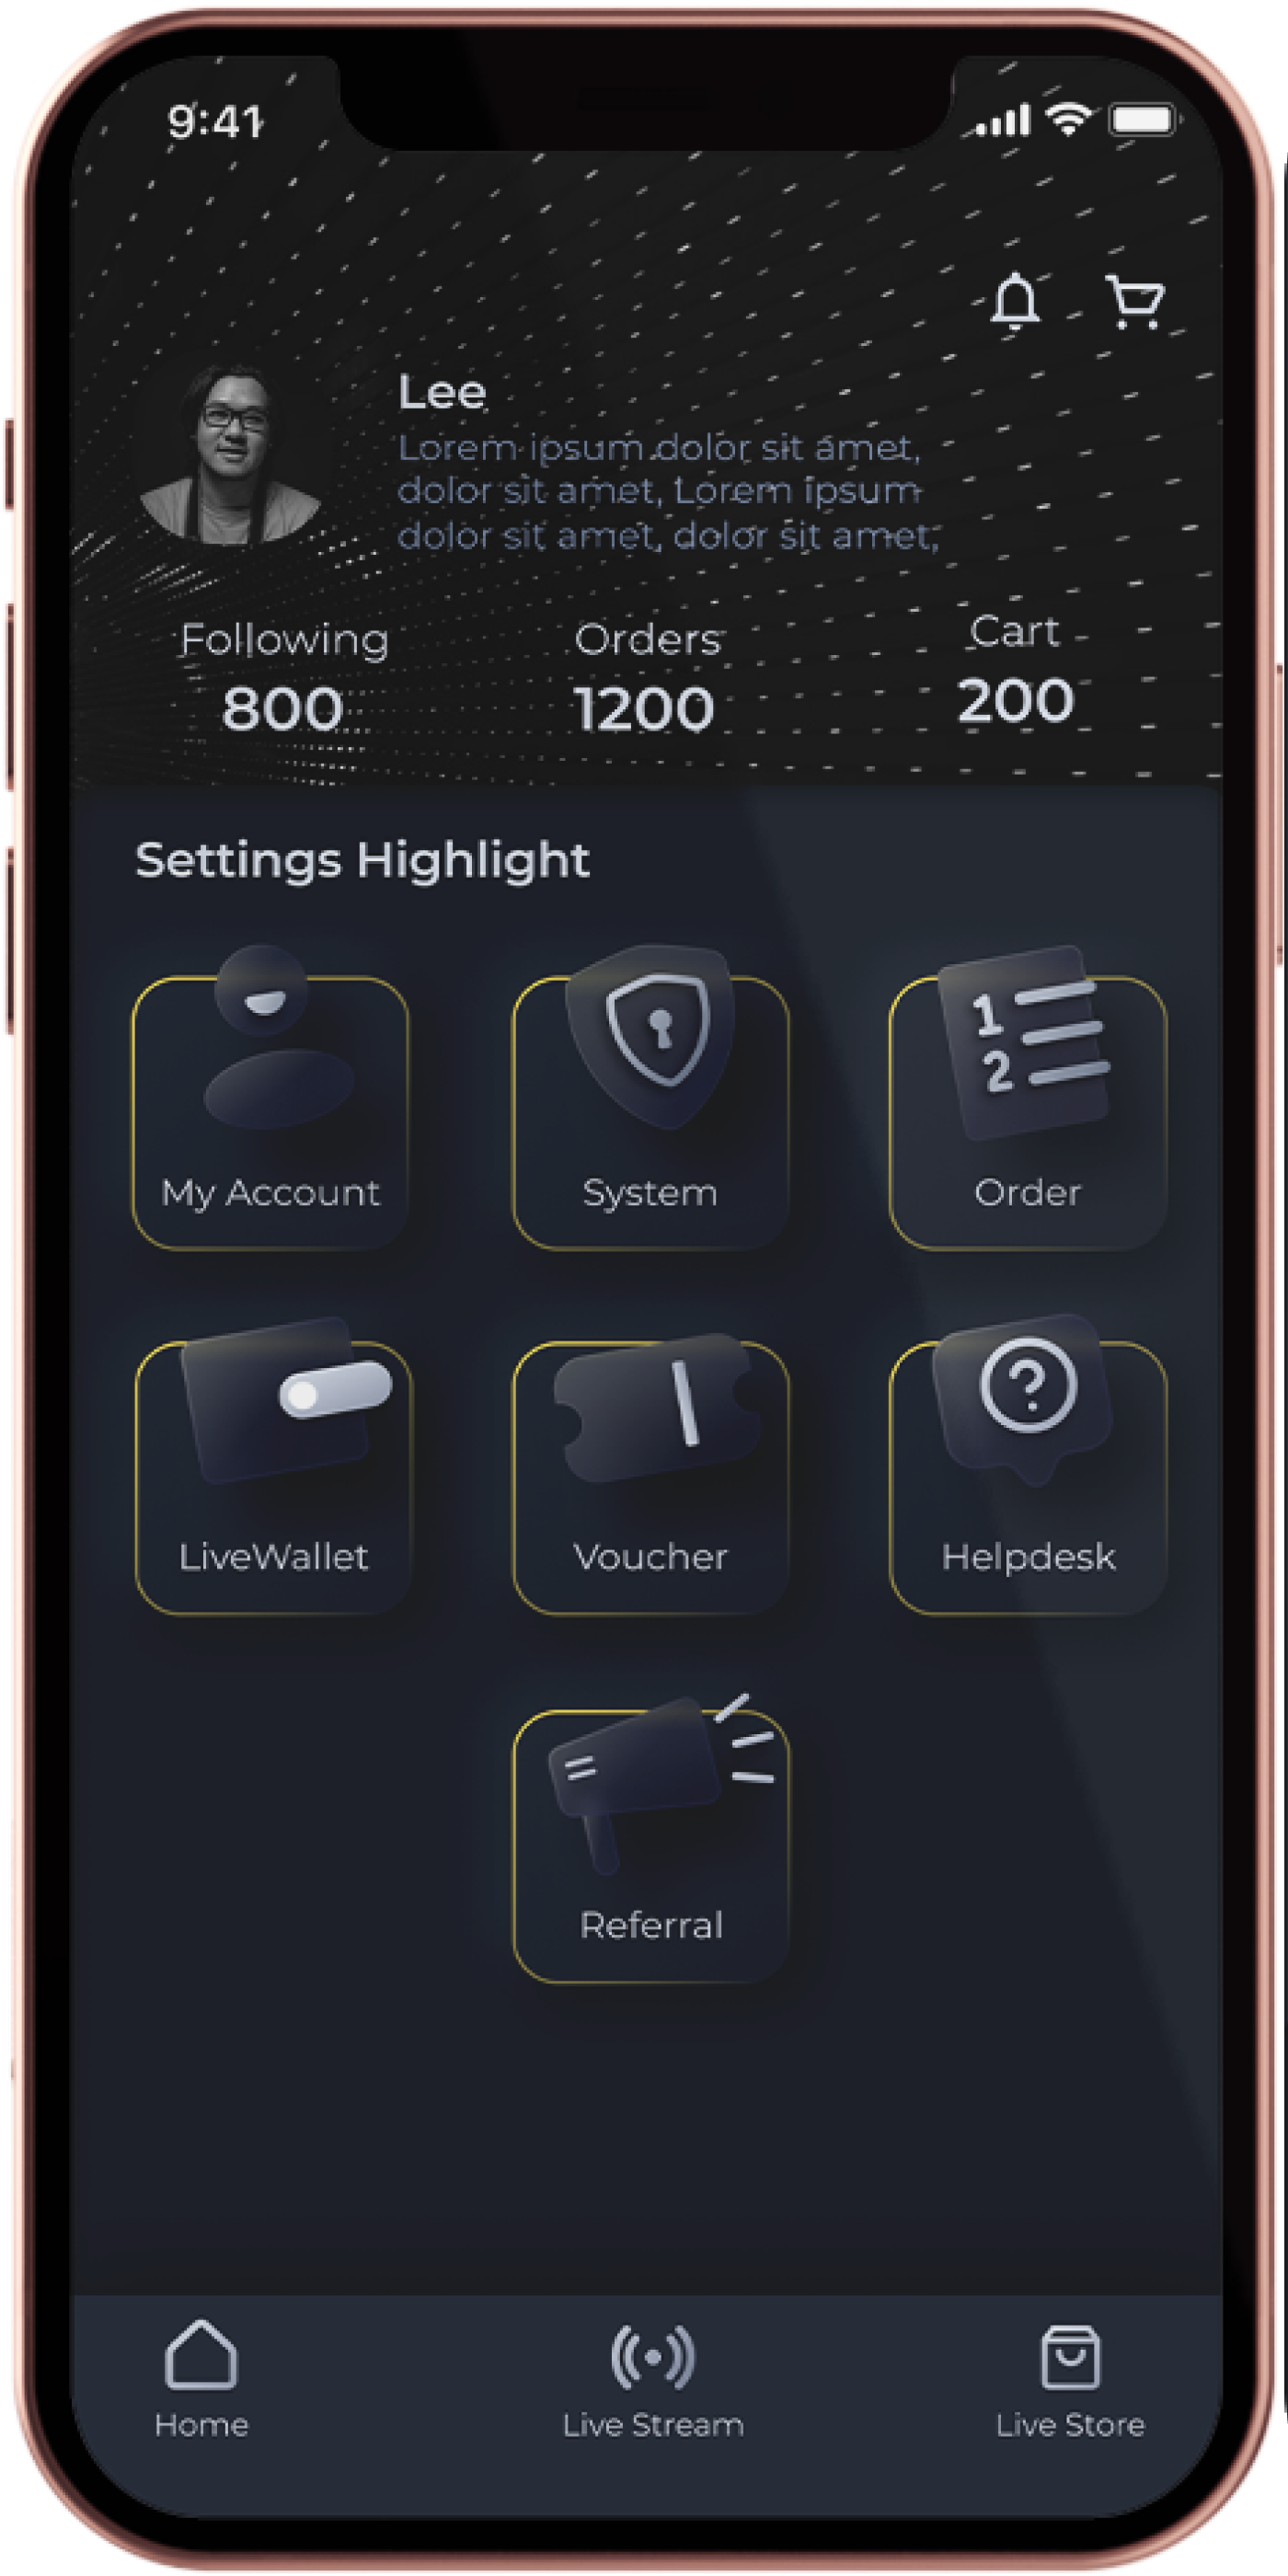 9:41
Lee
Lorem ipsum dolor sit amet,
dolor sit amet, Lorem ipsum
dolor sit amet, dolor sit amet,
Following
Orders
Cart
800
1200
200
Settings Highlight
1
2
My Account
System
Order
?
LiveWallet
Voucher
Helpdesk
Referral
Home
Live Stream
Live Store